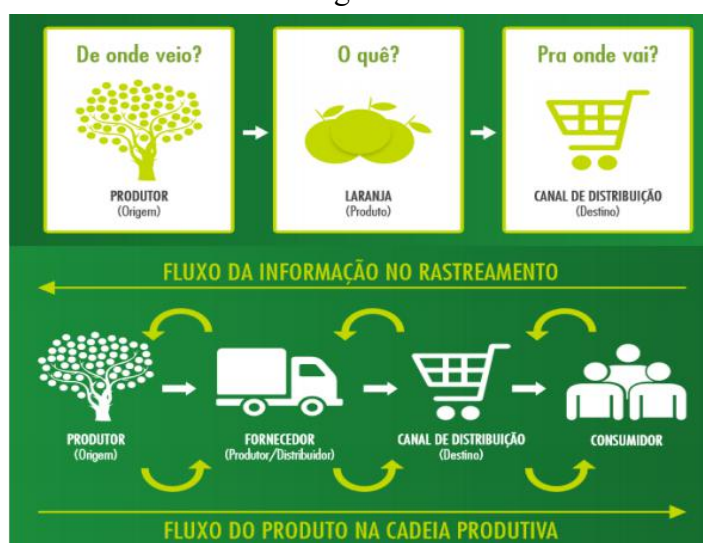 De onde veio?
PRODUTOR
(Origem)
O quê?
LARANJA
(Produto)
Pra onde vai?
CANAL DE DISTRIBUIÇÃO
(Destino)
FLUXO DA INFORMAÇÃO NO RASTREAMENTO
PRODUTOR
(Origem)
FORNECEDOR
(Produtor/Distribuidor)
CANAL DE DISTRIBUIÇÃO
(Destino)
CONSUMIDOR
FLUXO DO PRODUTO NA CADEIA PRODUTIVA